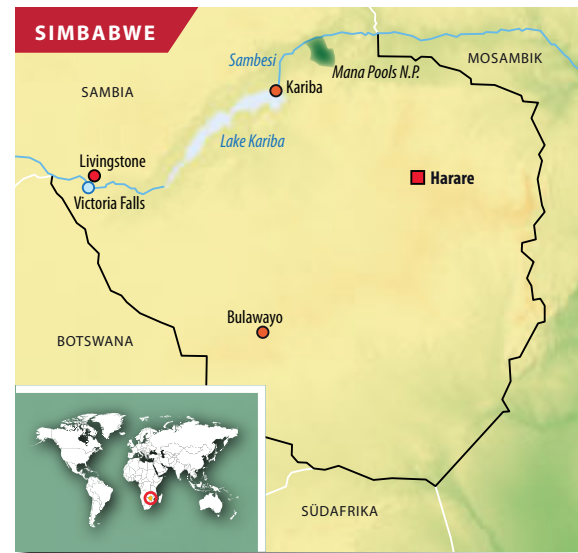 SIMBABWE
MOSAMBIK
Sambesi
Mana Pools N.P.
SAMBIA
Kariba
Lake Kariba
Livingstone
Harare
Victoria Falls
Bulawayo
BOTSWANA
SÜDAFRIKA